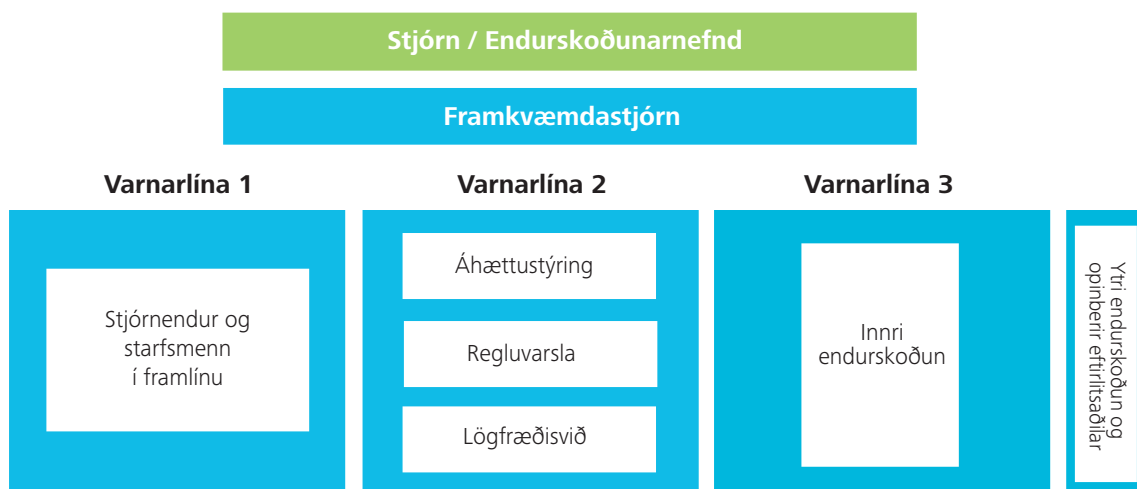 Stjórn / Endurskoðunarnefnd
Framkvæmdastjórn
Varnarlína 1
Stjórnendur og
starfsmenn
í framlínu
Varnarlína 2
Áhættustýring
Regluvarsla
Lögfræðisvið
Varnarlína 3
Innri
endurskoðun
Ytri endurskoðun og
opinberir eftirlitsaðilar